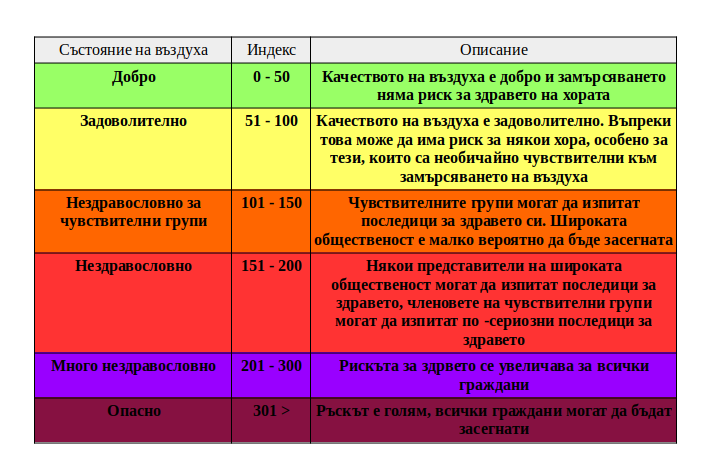 Състояние на въздуха Индекс Описание
Добро 0 - 50 Качеството на въздуха е добро и замърсяването
няма риск за здравето на хората
Задоволително 51 - 100 Качеството на въздуха е задоволително. Въпреки
това може да има риск за някои хора, особено за
тези, които са необичайно чувствителни към
замърсяването на въздуха
Нездравословно за 101 - 150 Чувствителните групи могат да изпитат
чувствителни групи последици за здравето си. Широката
общественост е малко вероятно да бъде засегната
Нездравословно 151 - 200 Някои представители на широката
общественост могат да изпитат последици за
здравето, членовете на чувствителни групи
могат да изпитат по -сериозни последици за
здравето
Много нездравословно 201 - 300 Рискъта за здрвето се увеличава за всички
граждани
Опасно 301 > Ръскът е голям, всички граждани могат да бъдат
засегнати